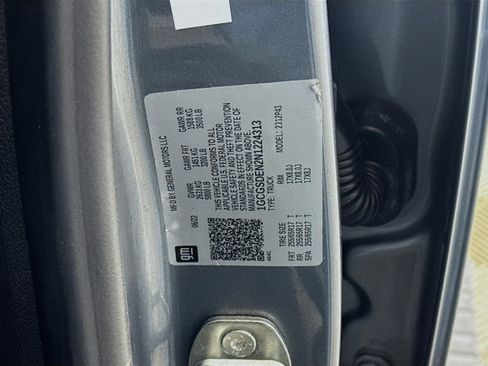 MFD BY GENERAL MOTORS LLC
GVWR GAWR FRT GAWR RR
2631 KG 1451 KG 1588 KG
5800 LB 3200 LB 3500 LB
THIS VEHICLE CONFORMS TO ALL
APPLICABLE U.S. FEDERAL MOTOR
VEHICLE SAFETY AND THEFT PREVENTION
STANDARDS IN EFFECT ON THE DATE OF
MANUFACTURE SHOWN ABOVE.
1GCGSDEN2N1224313
TYPE: TRUCK 2312P43
06/22
gm
TIRE SIZE RIM
FRT 255/65R17 T 17X8.0J
RR 255/65R17 T 17X8.0J
SPA 255/65R17 T 17X8J